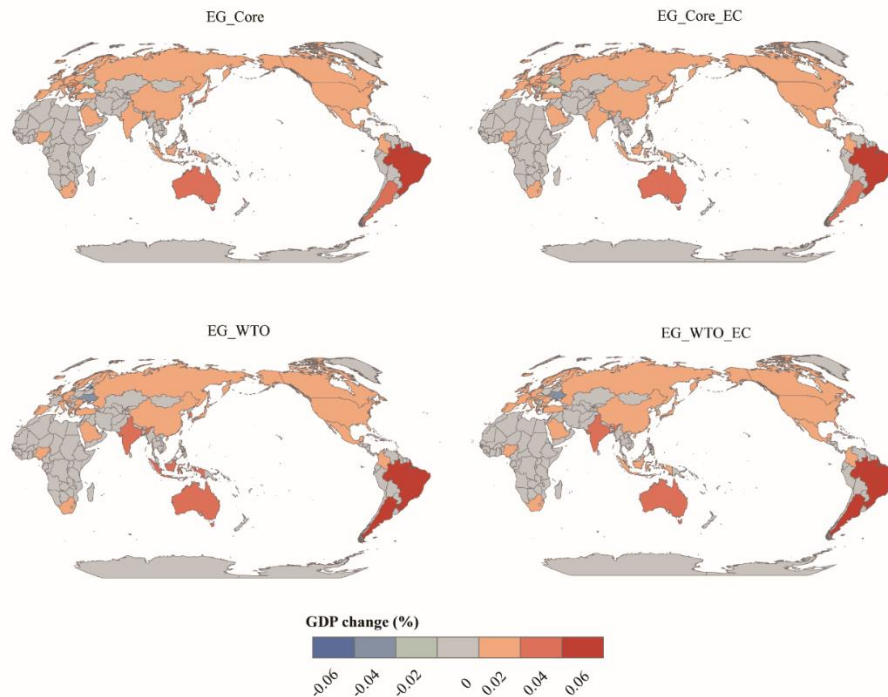 EG_Core
EG_Core_EC
EG_WTO
EG_WTO_EC
GDP change (%)
-0.06
-0.04
-0.02
0
0.02
0.04
0.06